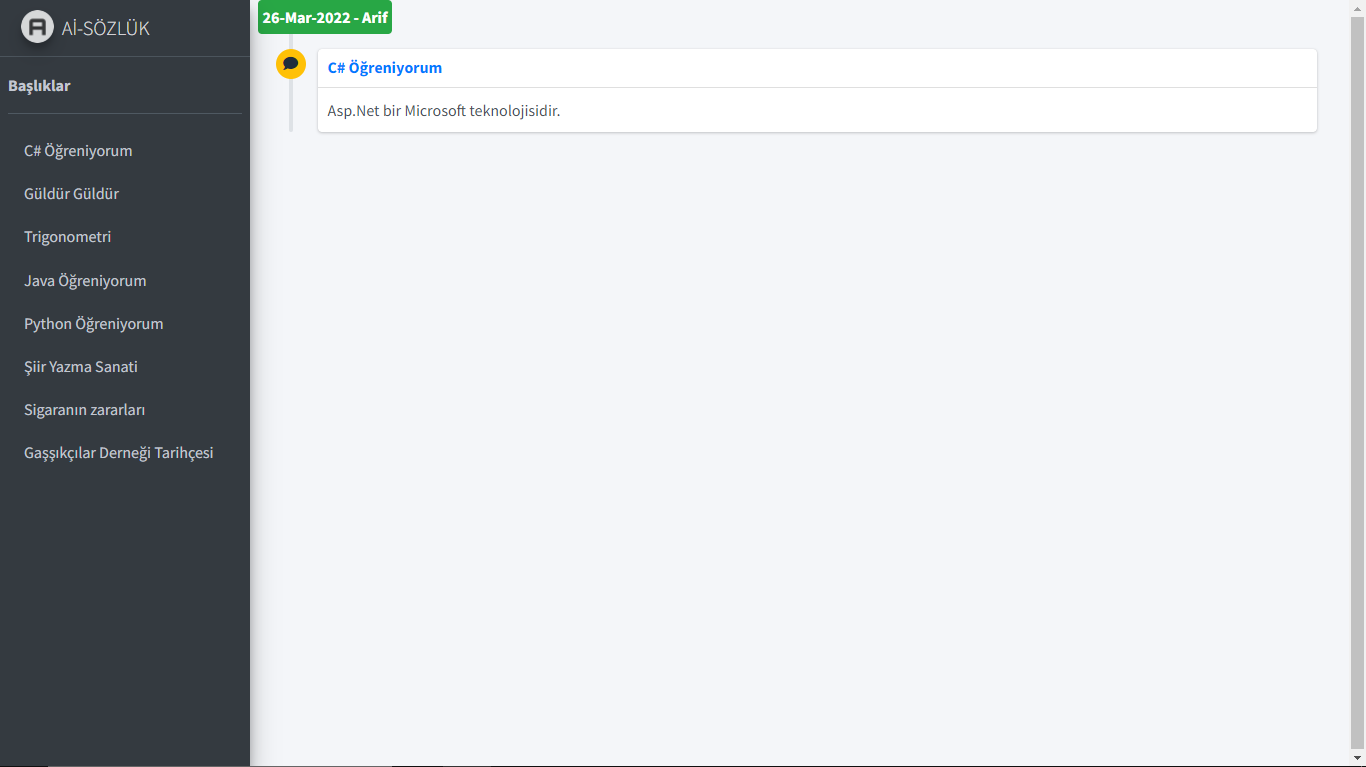 Aİ-SÖZLÜK
Başlıklar
C# Öğreniyorum
Güldür Güldür
Trigonometri
Java Öğreniyorum
Python Öğreniyorum
Şiir Yazma Sanati
Sigaranın zararları
Gaşşıkçılar Derneği Tarihçesi
26-Mar-2022 - Arif
C# Öğreniyorum
Asp.Net bir Microsoft teknolojisidir.